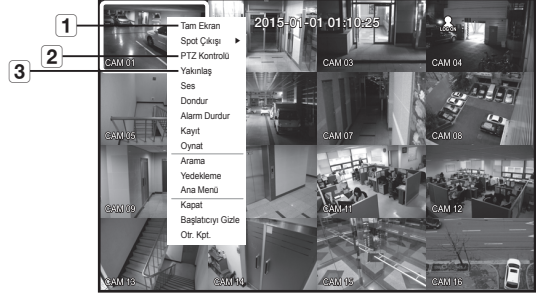 1
2
3
2015-01-01 01:10:25
LOG ON
CAM 01
CAM 03
CAM 04
CAM 05
CAM 07
CAM 08
CAM 09
CAM 11
CAM 12
CAM 13
CAM 14
CAM 15
CAM 16
Tam Ekran
Spot Çıkışı
PTZ Kontrolü
Yakınlaş
Ses
Dondur
Alarm Durdur
Kayıt
Oynat
Arama
Yedekleme
Ana Menü
Kapat
Başlatıcıyı Gizle
Otr. Kpt.